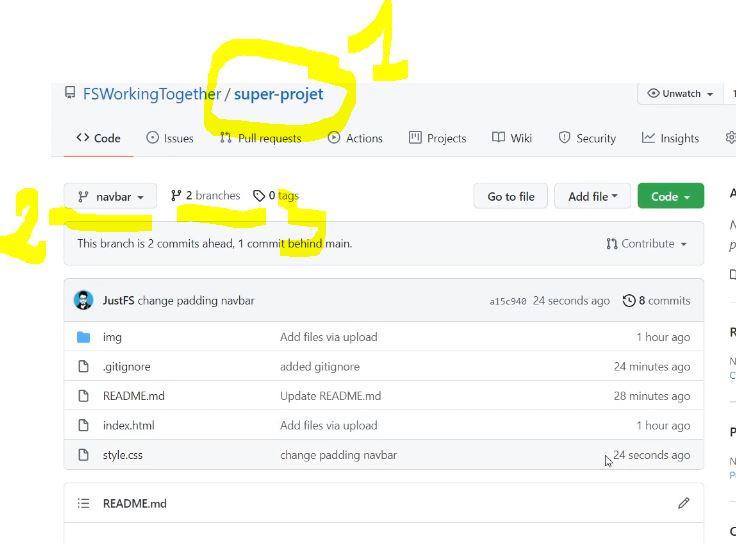 1
FSWorkingTogether / super-projet
Unwatch
<> Code Issues Pull requests Actions Projects Wiki Security Insights
2
navbar 2 branches 0 tags Go to file Add file Code
3
This branch is 2 commits ahead, 1 commit behind main. Contribute
JustFS change padding navbar a15c940 24 seconds ago 8 commits
img Add files via upload 1 hour ago
.gitignore added gitignore 24 minutes ago
README.md Update README.md 28 minutes ago
index.html Add files via upload 1 hour ago
style.css change padding navbar 24 seconds ago
README.md